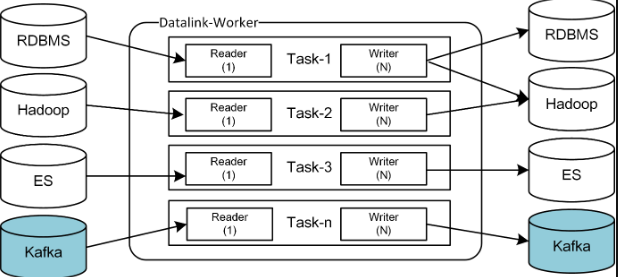 Datalink-Worker
RDBMS
Reader
(1)
Task-1
Writer
(N)
RDBMS
Hadoop
Reader
(1)
Task-2
Writer
(N)
Hadoop
ES
Reader
(1)
Task-3
Writer
(N)
ES
Kafka
Reader
(1)
Task-n
Writer
(N)
Kafka